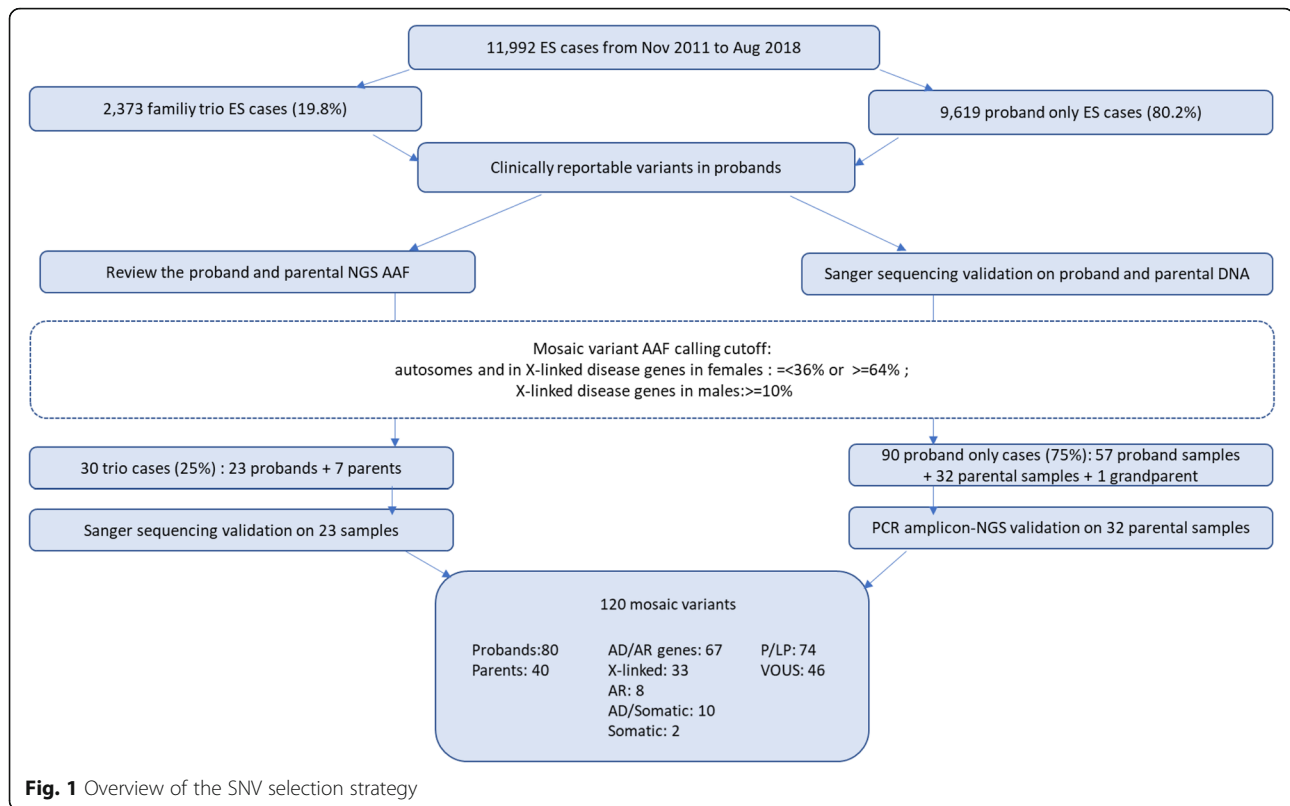 11,992 ES cases from Nov 2011 to Aug 2018
2,373 familiy trio ES cases (19.8%)
9,619 proband only ES cases (80.2%)
Clinically reportable variants in probands
Review the proband and parental NGS AAF
Sanger sequencing validation on proband and parental DNA
Mosaic variant AAF calling cutoff:
autosomes and in X-linked disease genes in females : =<36% or >=64% ;
X-linked disease genes in males:>=10%
30 trio cases (25%) : 23 probands + 7 parents
90 proband only cases (75%): 57 proband samples
+ 32 parental samples + 1 grandparent
Sanger sequencing validation on 23 samples
PCR amplicon-NGS validation on 32 parental samples
120 mosaic variants
Probands:80
Parents: 40
AD/AR genes: 67
X-linked: 33
AR: 8
AD/Somatic: 10
Somatic: 2
P/LP: 74
VOUS: 46
Fig. 1 Overview of the SNV selection strategy